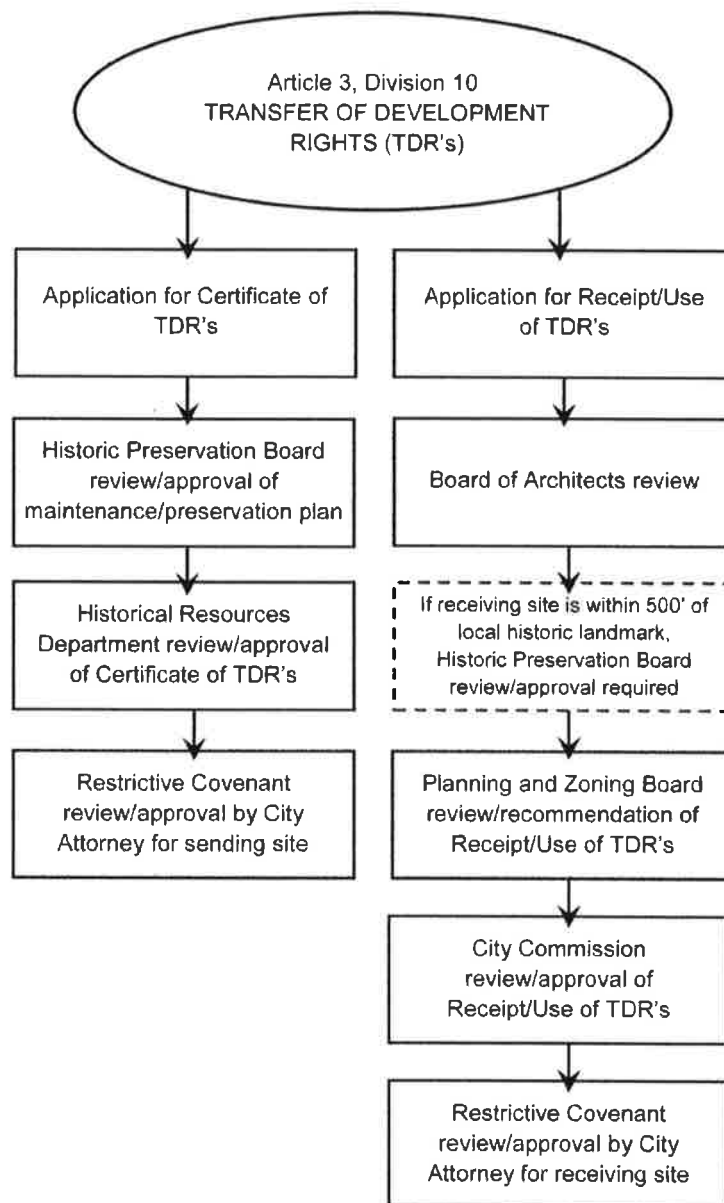 Article 3, Division 10
TRANSFER OF DEVELOPMENT
RIGHTS (TDR's)
Application for Certificate of
TDR's
Historic Preservation Board
review/approval of
maintenance/preservation plan
Historical Resources
Department review/approval
of Certificate of TDR's
Restrictive Covenant
review/approval by City
Attorney for sending site
Application for Receipt/Use
of TDR's
Board of Architects review
If receiving site is within 500' of
local historic landmark,
Historic Preservation Board
review/approval required
Planning and Zoning Board
review/recommendation of
Receipt/Use of TDR's
City Commission
review/approval of
Receipt/Use of TDR's
Restrictive Covenant
review/approval by City
Attorney for receiving site